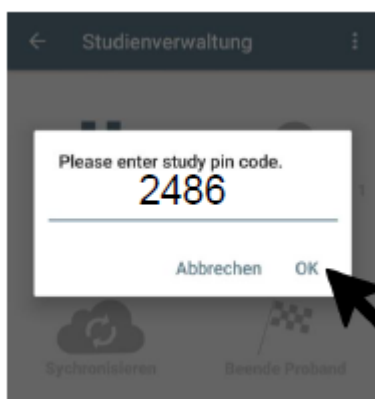 Studienverwaltung
Please enter study pin code.
2486
Abbrechen OK
Sychronisieren Beende Proband